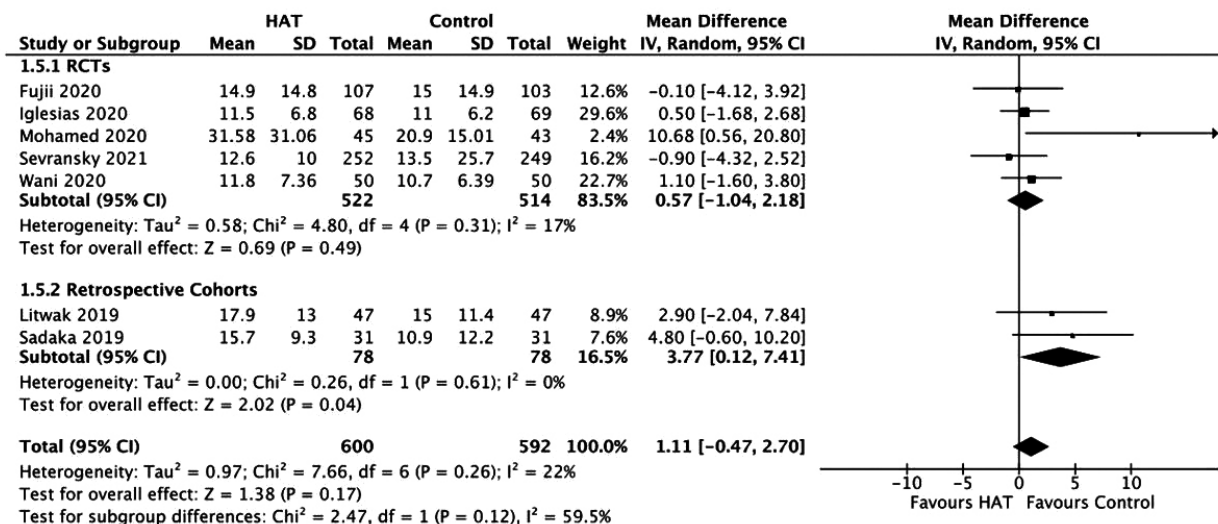 HAT Control Mean Difference Mean Difference
Study or Subgroup Mean SD Total Mean SD Total Weight IV, Random, 95% CI IV, Random, 95% CI
1.5.1 RCTs
Fujii 2020 14.9 14.8 107 15 14.9 103 12.6% −0.10 [−4.12, 3.92]
Iglesias 2020 11.5 6.8 68 11 6.2 69 29.6% 0.50 [−1.68, 2.68]
Mohamed 2020 31.58 31.06 45 20.9 15.01 43 2.4% 10.68 [0.56, 20.80]
Sevransky 2021 12.6 10 252 13.5 25.7 249 16.2% −0.90 [−4.32, 2.52]
Wani 2020 11.8 7.36 50 10.7 6.39 50 22.7% 1.10 [−1.60, 3.80]
Subtotal (95% CI) 522 514 83.5% 0.57 [−1.04, 2.18]
Heterogeneity: Tau² = 0.58; Chi² = 4.80, df = 4 (P = 0.31); I² = 17%
Test for overall effect: Z = 0.69 (P = 0.49)
1.5.2 Retrospective Cohorts
Litwak 2019 17.9 13 47 15 11.4 47 8.9% 2.90 [−2.04, 7.84]
Sadaka 2019 15.7 9.3 31 10.9 12.2 31 7.6% 4.80 [−0.60, 10.20]
Subtotal (95% CI) 78 78 16.5% 3.77 [0.12, 7.41]
Heterogeneity: Tau² = 0.00; Chi² = 0.26, df = 1 (P = 0.61); I² = 0%
Test for overall effect: Z = 2.02 (P = 0.04)
Total (95% CI) 600 592 100.0% 1.11 [−0.47, 2.70]
Heterogeneity: Tau² = 0.97; Chi² = 7.66, df = 6 (P = 0.26); I² = 22%
Test for overall effect: Z = 1.38 (P = 0.17)
Test for subgroup differences: Chi² = 2.47, df = 1 (P = 0.12), I² = 59.5%
−10 −5 0 5 10
Favours HAT Favours Control